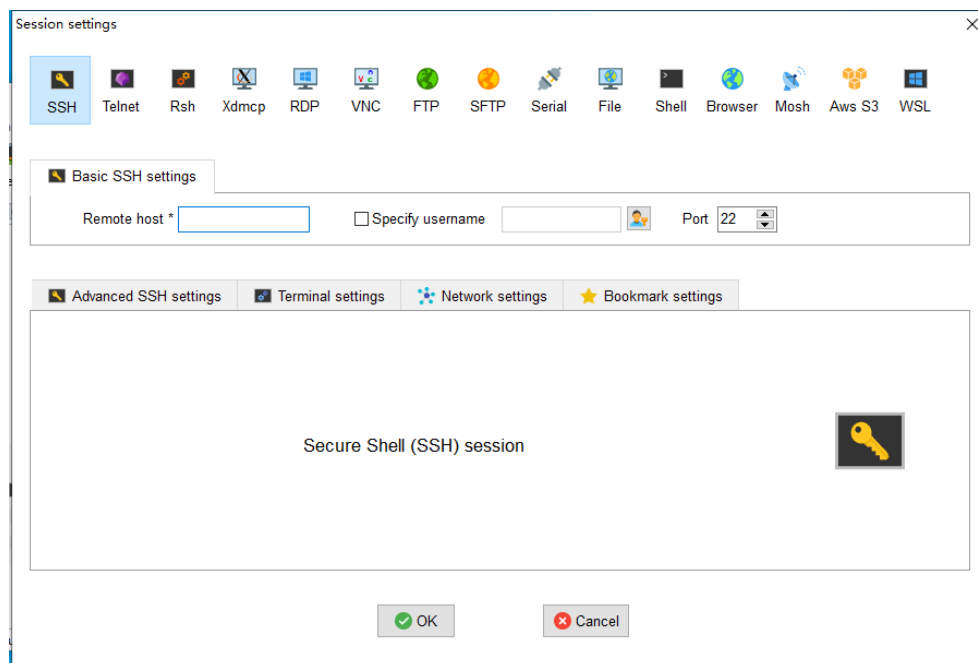 Session settings
SSH Telnet Rsh Xdmcp RDP VNC FTP SFTP Serial File Shell Browser Mosh Aws S3 WSL
Basic SSH settings
Remote host * Specify username Port 22
Advanced SSH settings Terminal settings Network settings Bookmark settings
Secure Shell (SSH) session
OK Cancel